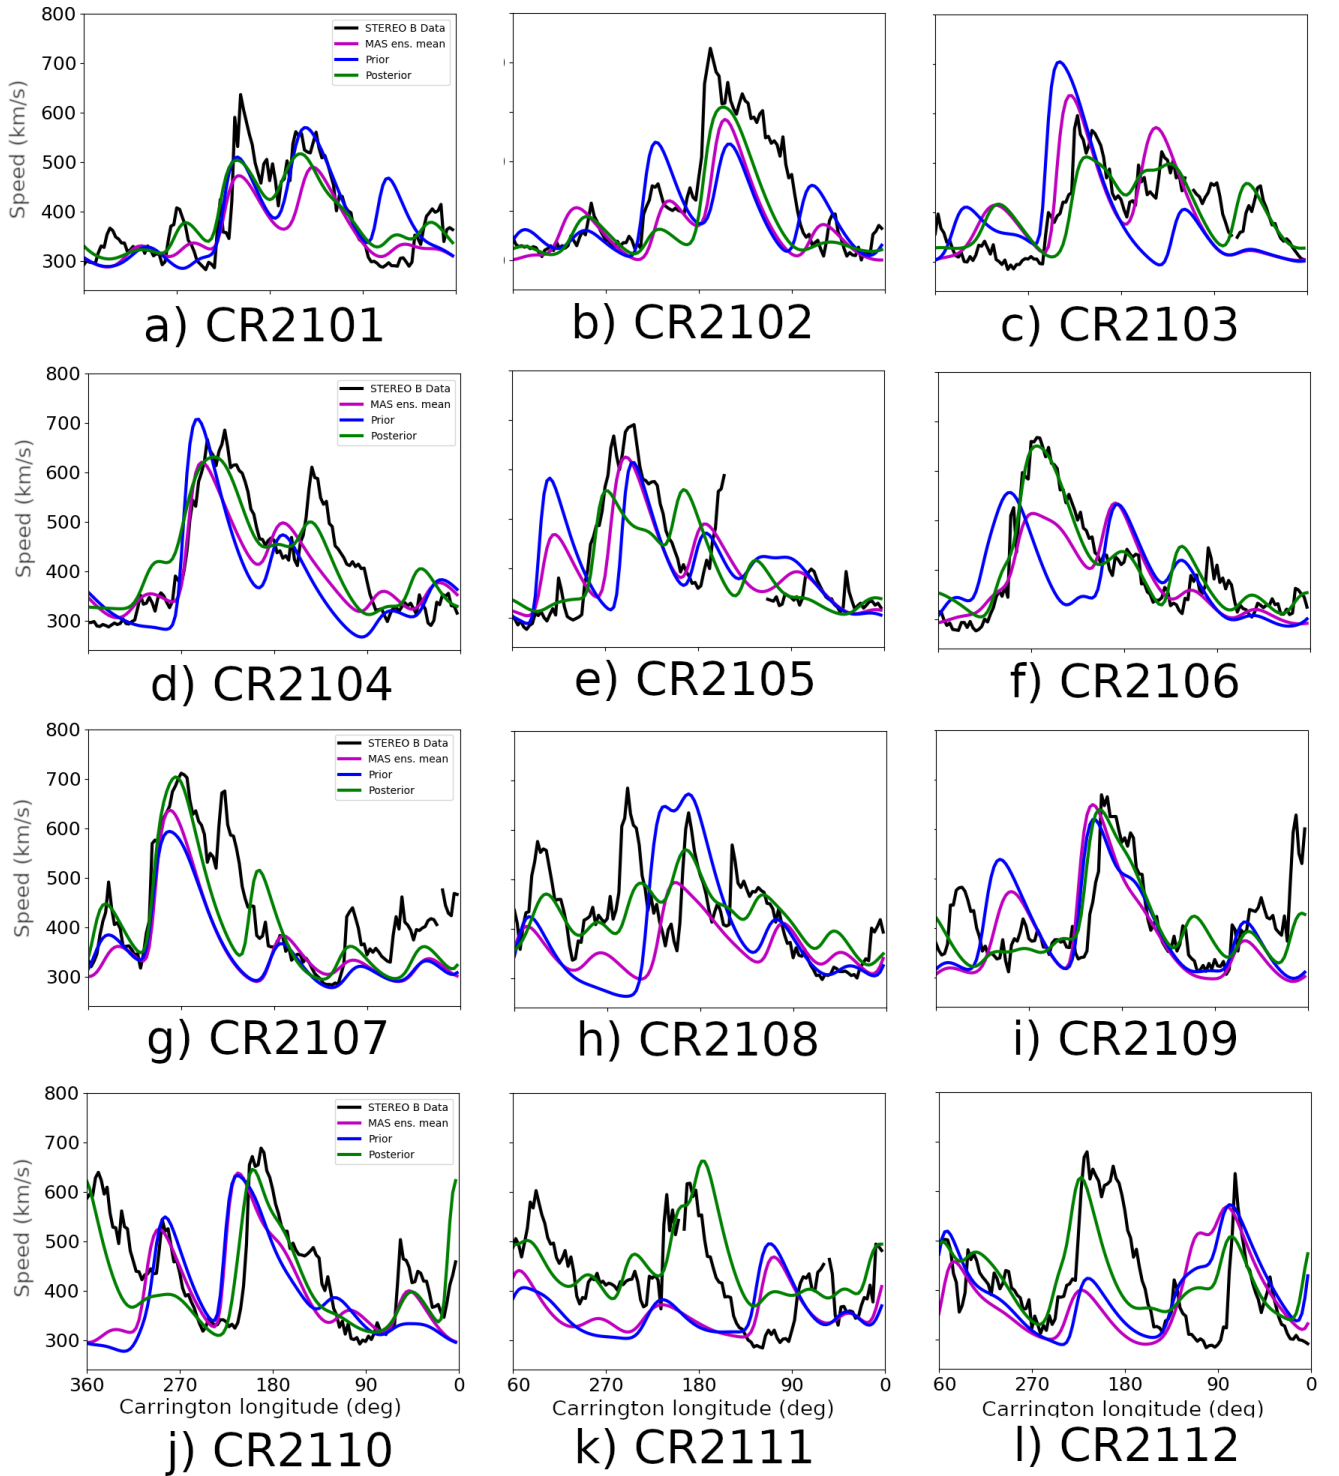 800
700
600
500
400
300
Speed (km/s)
STEREO B Data
MAS ens. mean
Prior
Posterior
a) CR2101
b) CR2102
c) CR2103
800
700
600
500
400
300
Speed (km/s)
STEREO B Data
MAS ens. mean
Prior
Posterior
d) CR2104
e) CR2105
f) CR2106
800
700
600
500
400
300
Speed (km/s)
STEREO B Data
MAS ens. mean
Prior
Posterior
g) CR2107
h) CR2108
i) CR2109
800
700
600
500
400
300
Speed (km/s)
STEREO B Data
MAS ens. mean
Prior
Posterior
360 270 180 90 0
60 270 180 90 0
60 270 180 90 0
Carrington longitude (deg)
Carrington longitude (deg)
Carrington longitude (deg)
j) CR2110
k) CR2111
l) CR2112